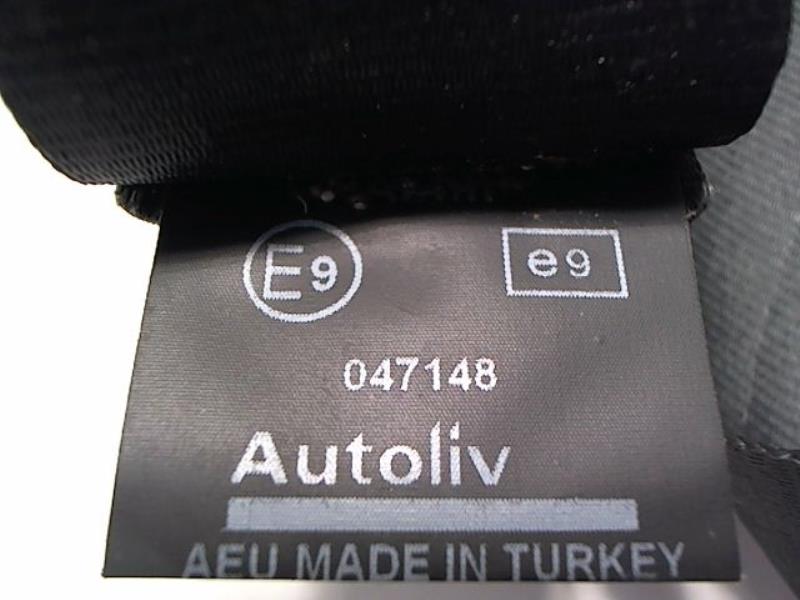 E9 e9
047148
Autoliv
AEU MADE IN TURKEY